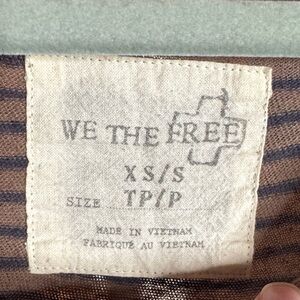 WE THE FREE
XS/S
SIZE TP/P
MADE IN VIETNAM
FABRIQUÉ AU VIETNAM